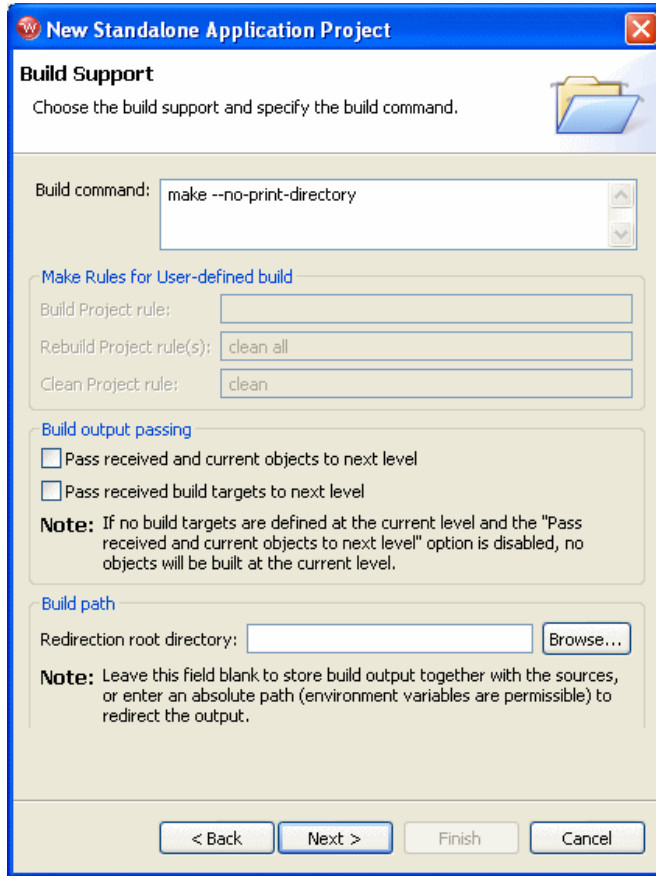 New Standalone Application Project
Build Support
Choose the build support and specify the build command.
Build command:
make --no-print-directory
Make Rules for User-defined build
Build Project rule:
Rebuild Project rule(s):
clean all
Clean Project rule:
clean
Build output passing
Pass received and current objects to next level
Pass received build targets to next level
Note: If no build targets are defined at the current level and the "Pass
received and current objects to next level" option is disabled, no
objects will be built at the current level.
Build path
Redirection root directory:
Browse...
Note: Leave this field blank to store build output together with the sources,
or enter an absolute path (environment variables are permissible) to
redirect the output.
< Back
Next >
Finish
Cancel